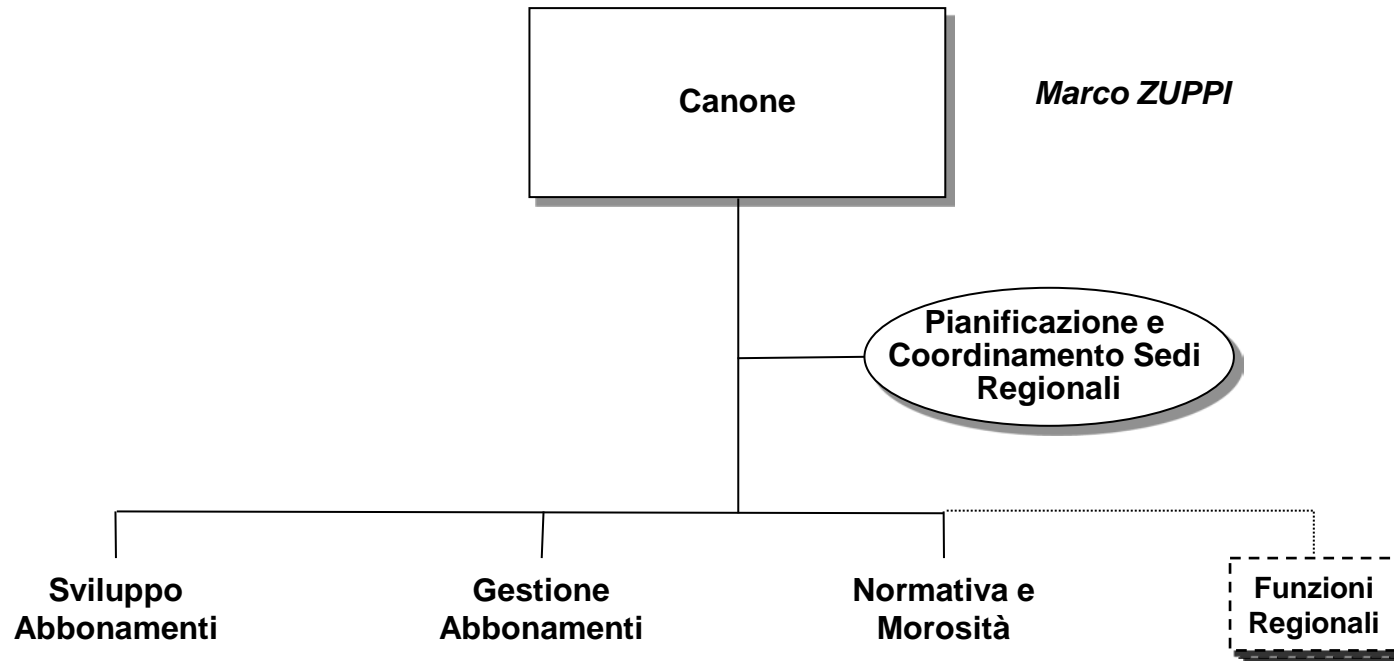 Canone
Marco ZUPPI
Pianificazione e
Coordinamento Sedi
Regionali
Sviluppo
Abbonamenti
Gestione
Abbonamenti
Normativa e
Morosità
Funzioni
Regionali